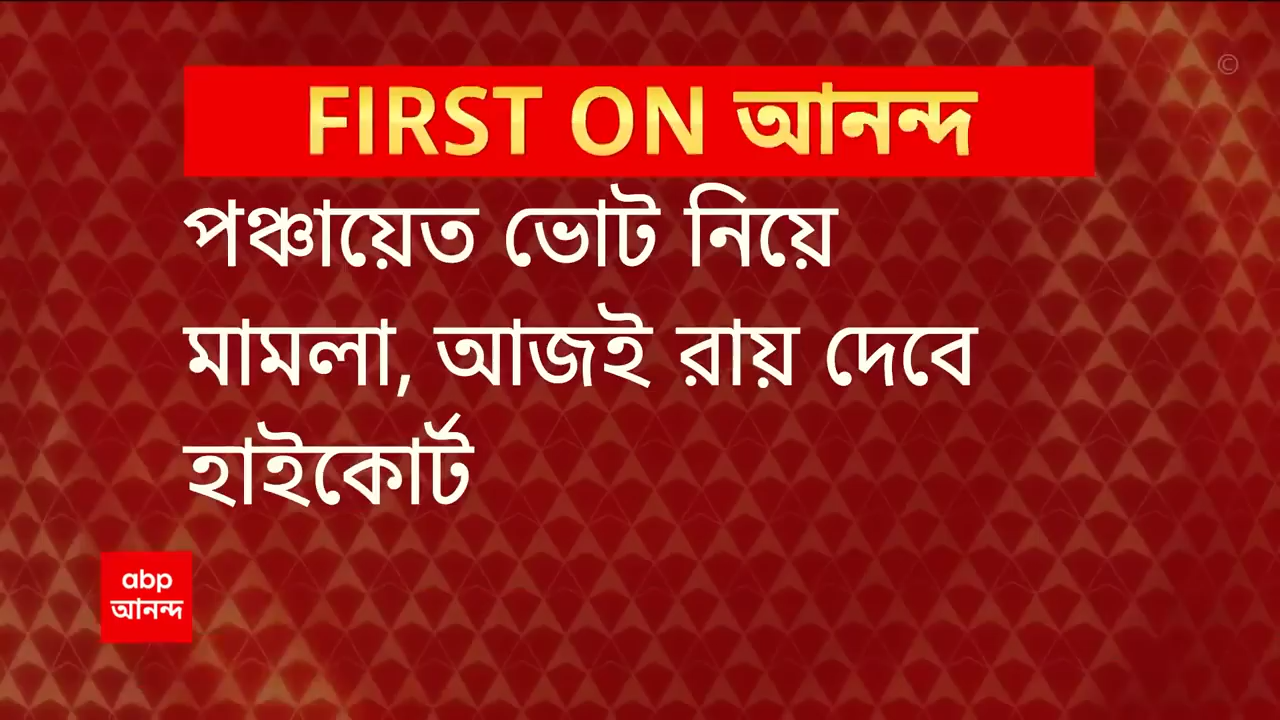 ©
FIRST ON আনন্দ
পঞ্চায়েত ভোট নিয়ে
মামলা, আজই রায় দেবে
হাইকোর্ট
abp
আনন্দ